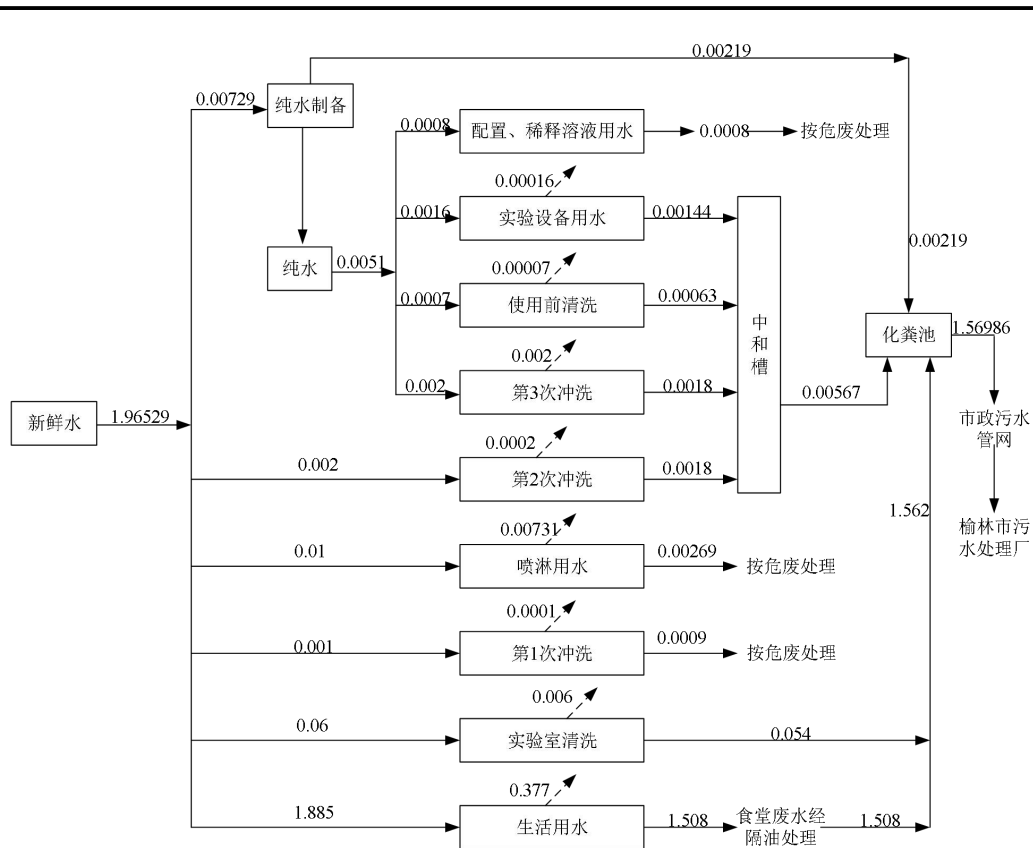 0.00219
0.00729
纯水制备
0.0008
配置、稀释溶液用水
0.0008
按危废处理
0.00016
0.0016
实验设备用水
0.00144
0.00219
纯水
0.0051
0.00007
0.0007
使用前清洗
0.00063
中
和
槽
化粪池
1.56986
0.002
0.002
第3次冲洗
0.0018
0.00567
新鲜水
1.96529
市政污水
管网
0.0002
0.002
第2次冲洗
0.0018
1.562
榆林市污
水处理厂
0.00731
0.01
喷淋用水
0.00269
按危废处理
0.0001
0.001
第1次冲洗
0.0009
按危废处理
0.006
0.06
实验室清洗
0.054
0.377
1.885
生活用水
1.508
食堂废水经
隔油处理
1.508